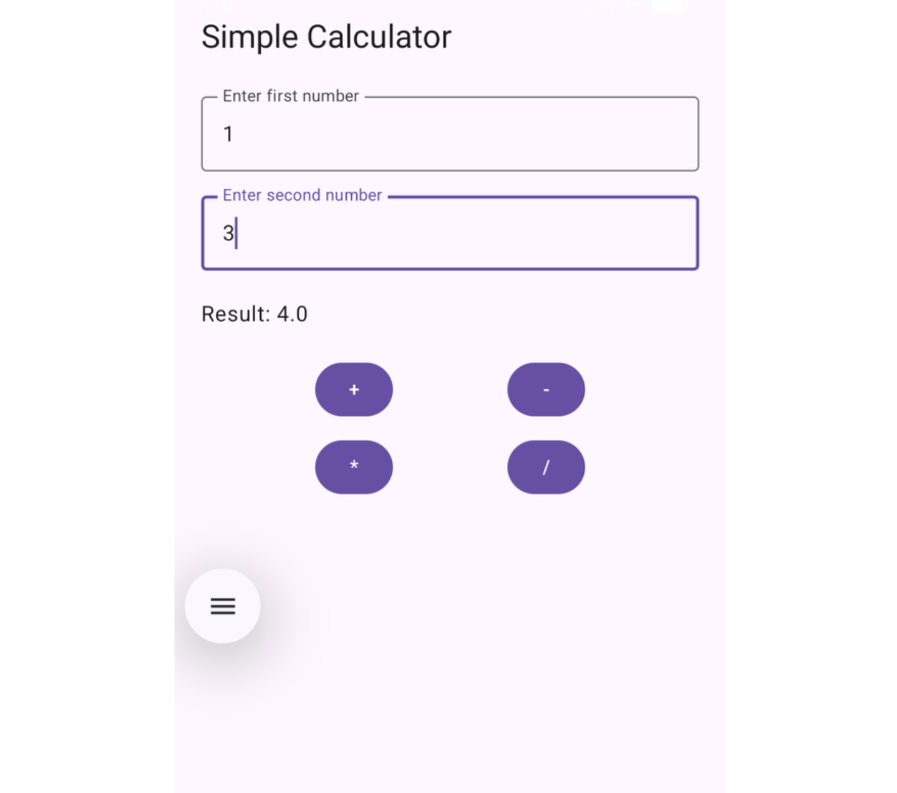 Simple Calculator
Enter first number
1
Enter second number
3
Result: 4.0
+ -
* /